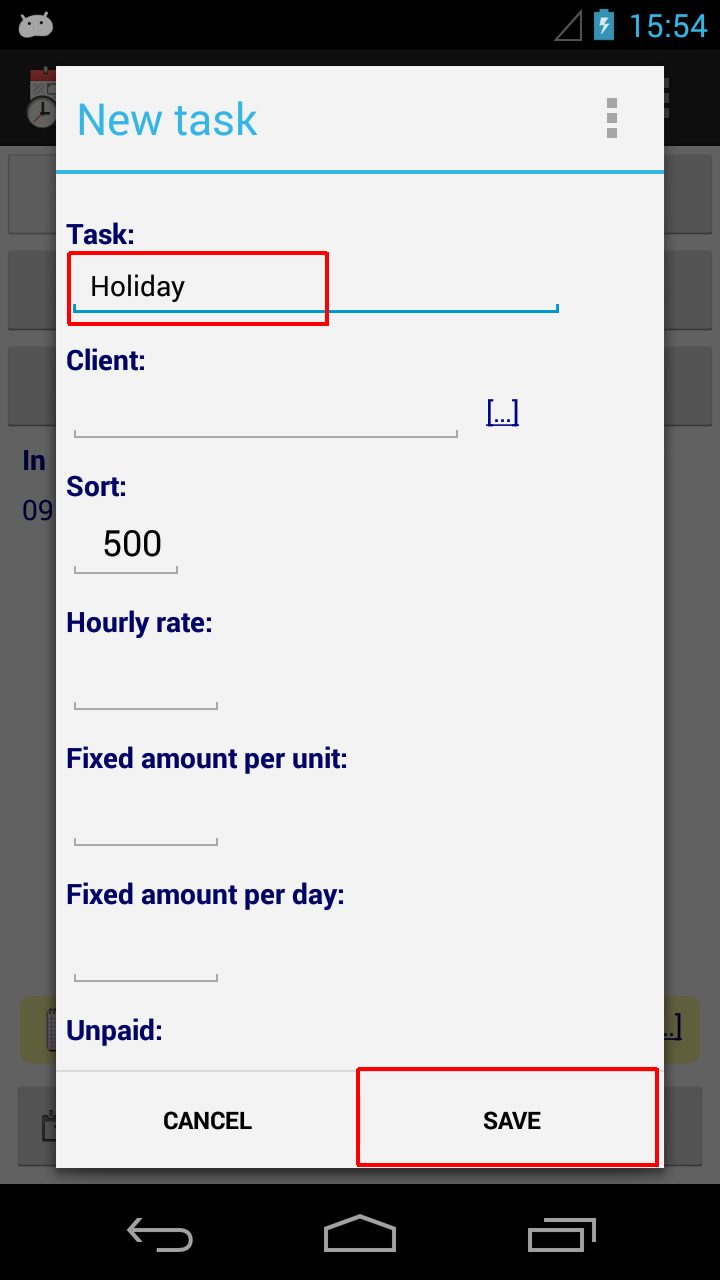 15:54
New task
Task:
Holiday
Client:
[...]
In
Sort:
09
500
Hourly rate:
Fixed amount per unit:
Fixed amount per day:
Unpaid:
..]
CANCEL
SAVE